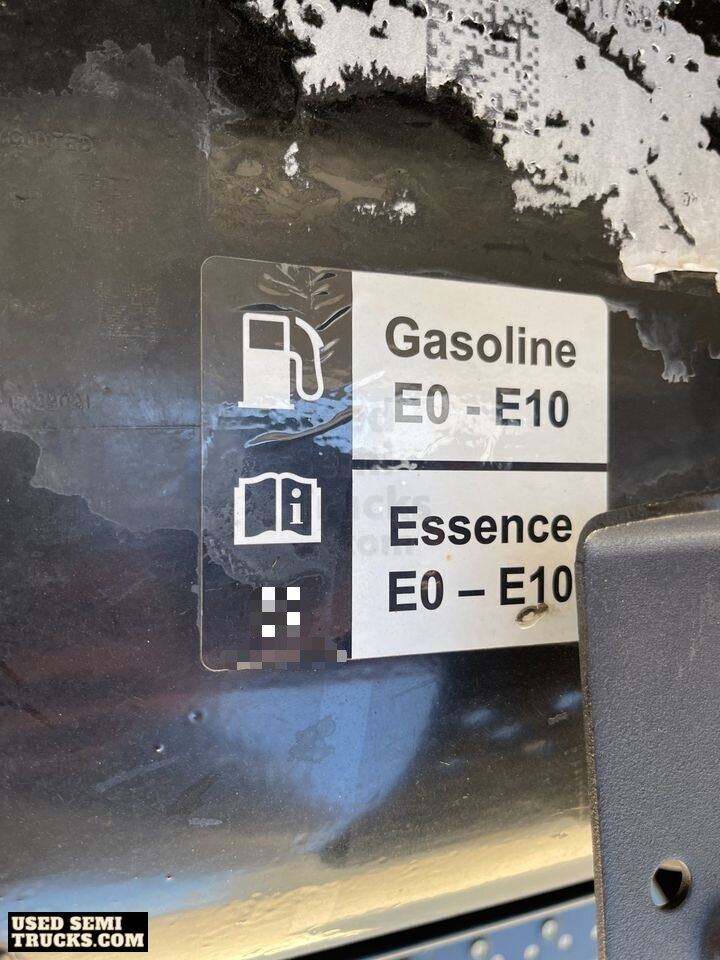 Gasoline
E0 - E10
i
Essence
E0 – E10
USED SEMI
TRUCKS.COM